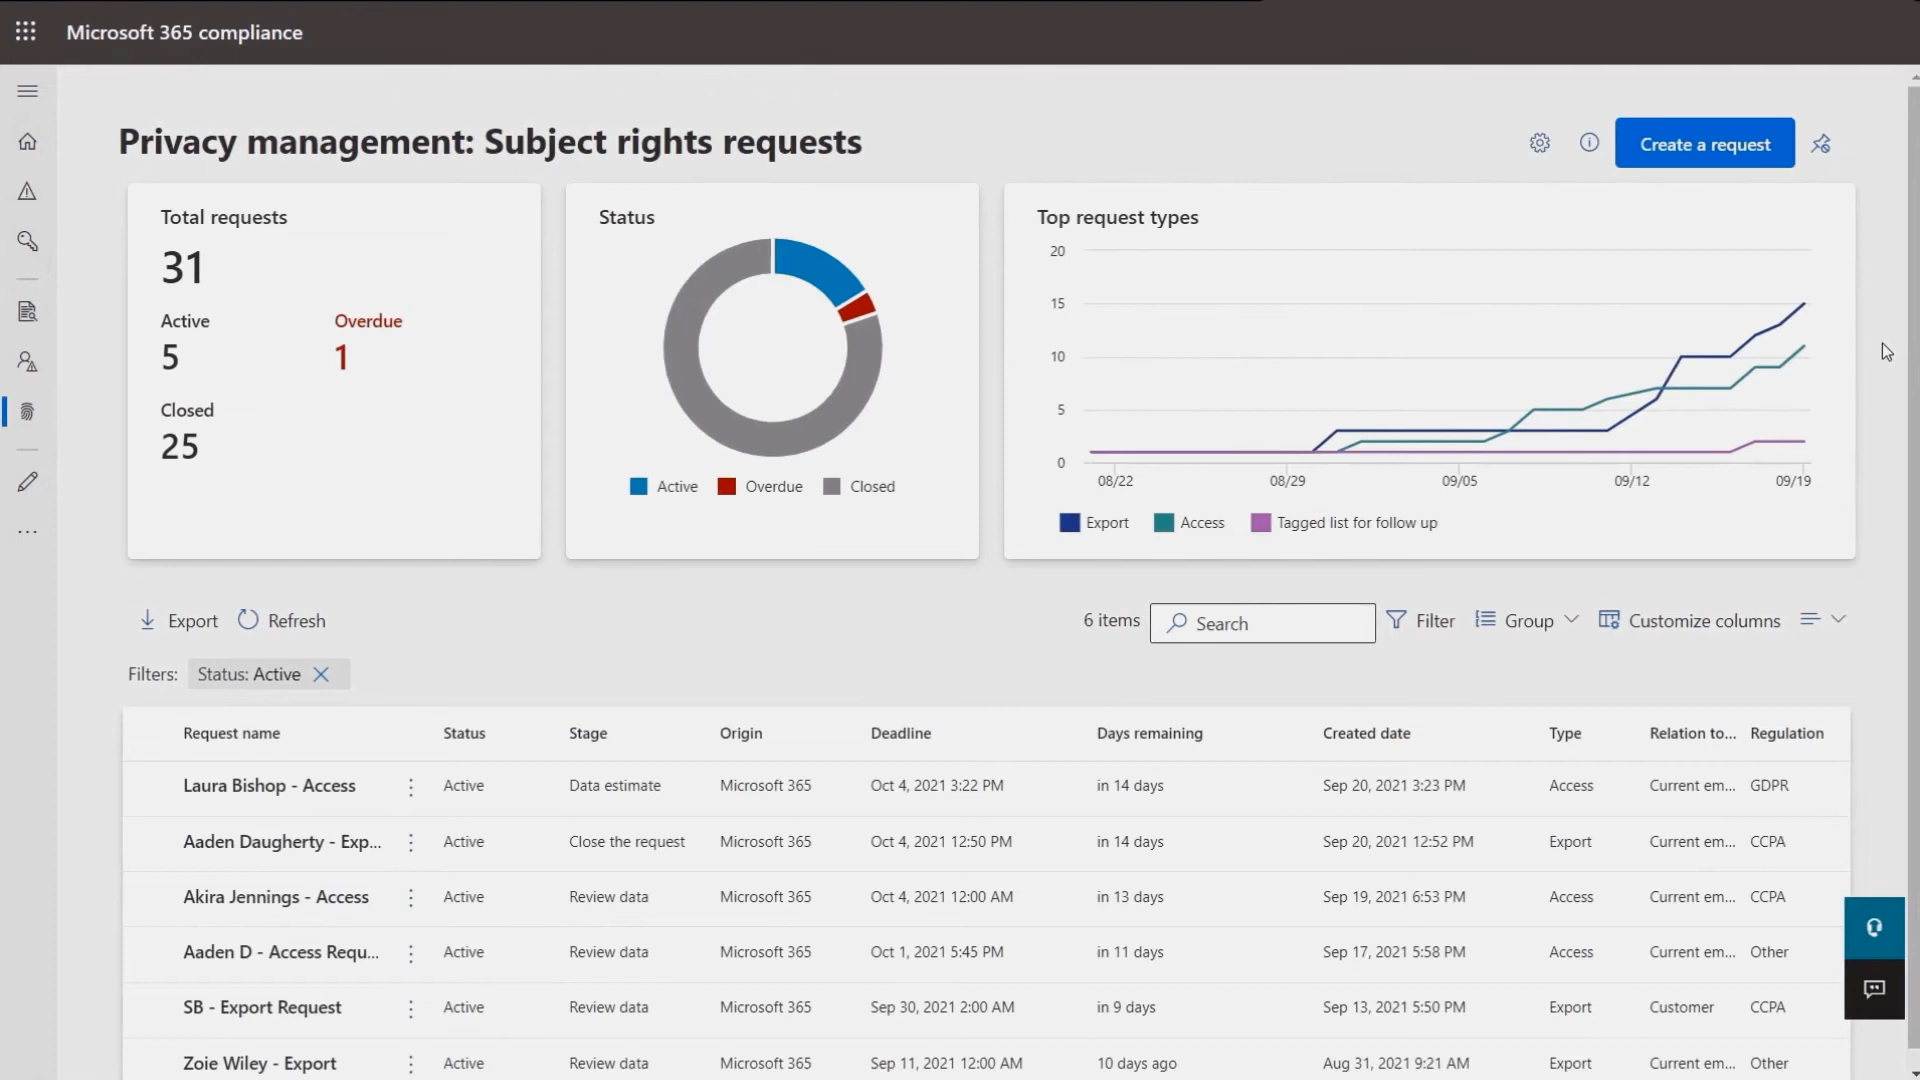 Microsoft 365 compliance
Privacy management: Subject rights requests
Create a request
Total requests
31
Active
Overdue
5
1
Closed
25
Status
Active
Overdue
Closed
Top request types
20
15
10
5
0
08/22
08/29
09/05
09/12
09/19
Export
Access
Tagged list for follow up
Export
Refresh
6 items
Search
Filter
Group
Customize columns
Filters:
Status: Active
Request name Status Stage Origin Deadline Days remaining Created date Type Relation to... Regulation
Laura Bishop - Access Active Data estimate Microsoft 365 Oct 4, 2021 3:22 PM in 14 days Sep 20, 2021 3:23 PM Access Current em... GDPR
Aaden Daugherty - Exp... Active Close the request Microsoft 365 Oct 4, 2021 12:50 PM in 14 days Sep 20, 2021 12:52 PM Export Current em... CCPA
Akira Jennings - Access Active Review data Microsoft 365 Oct 4, 2021 12:00 AM in 13 days Sep 19, 2021 6:53 PM Access Current em... CCPA
Aaden D - Access Requ... Active Review data Microsoft 365 Oct 1, 2021 5:45 PM in 11 days Sep 17, 2021 5:58 PM Access Current em... Other
SB - Export Request Active Review data Microsoft 365 Sep 30, 2021 2:00 AM in 9 days Sep 13, 2021 5:50 PM Export Customer CCPA
Zoie Wiley - Export Active Review data Microsoft 365 Sep 11, 2021 12:00 AM 10 days ago Aug 31, 2021 9:21 AM Export Current em... Other